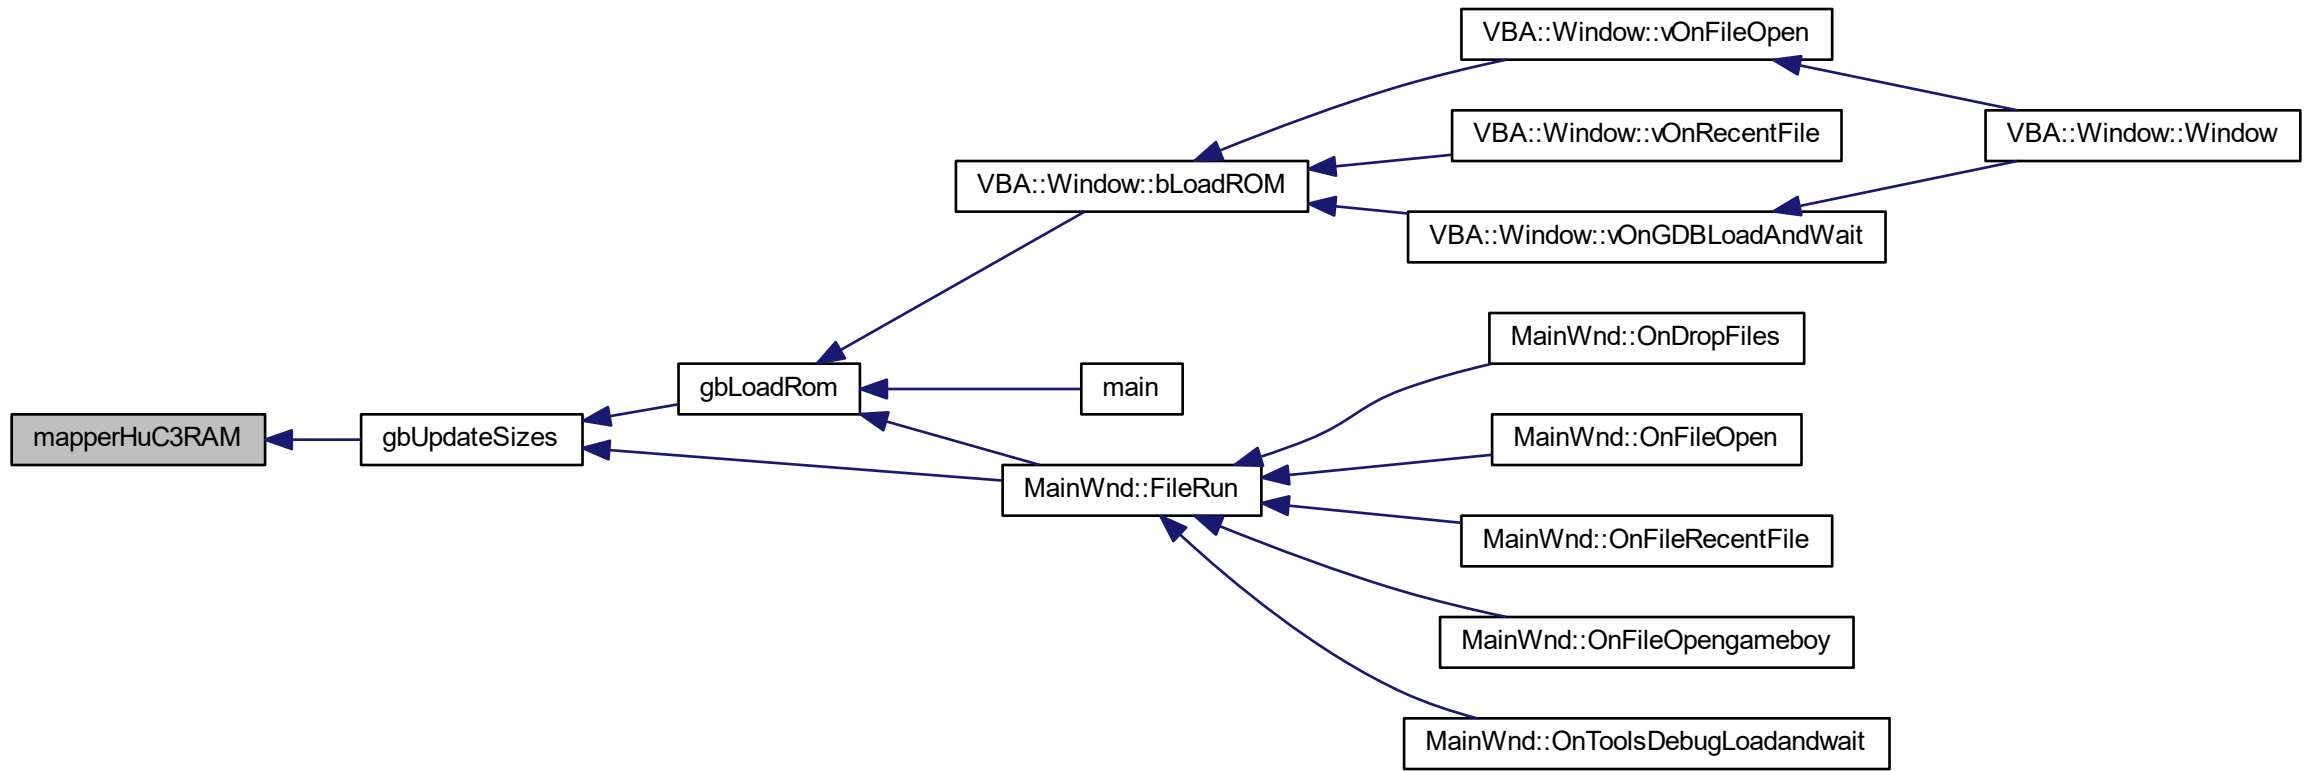 VBA::Window::vOnFileOpen
VBA::Window::vOnRecentFile
VBA::Window::Window
VBA::Window::bLoadROM
VBA::Window::vOnGDBLoadAndWait
MainWnd::OnDropFiles
gbLoadRom
main
mapperHuC3RAM
gbUpdateSizes
MainWnd::OnFileOpen
MainWnd::FileRun
MainWnd::OnFileRecentFile
MainWnd::OnFileOpengameboy
MainWnd::OnToolsDebugLoadandwait